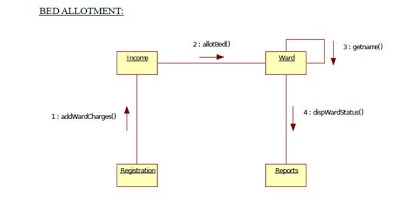 BED ALLOTMENT:
2 : allotBed()
Income
Ward
3 : getname()
1 : addWardCharges()
4 : dispWardStatus()
Registration
Reports